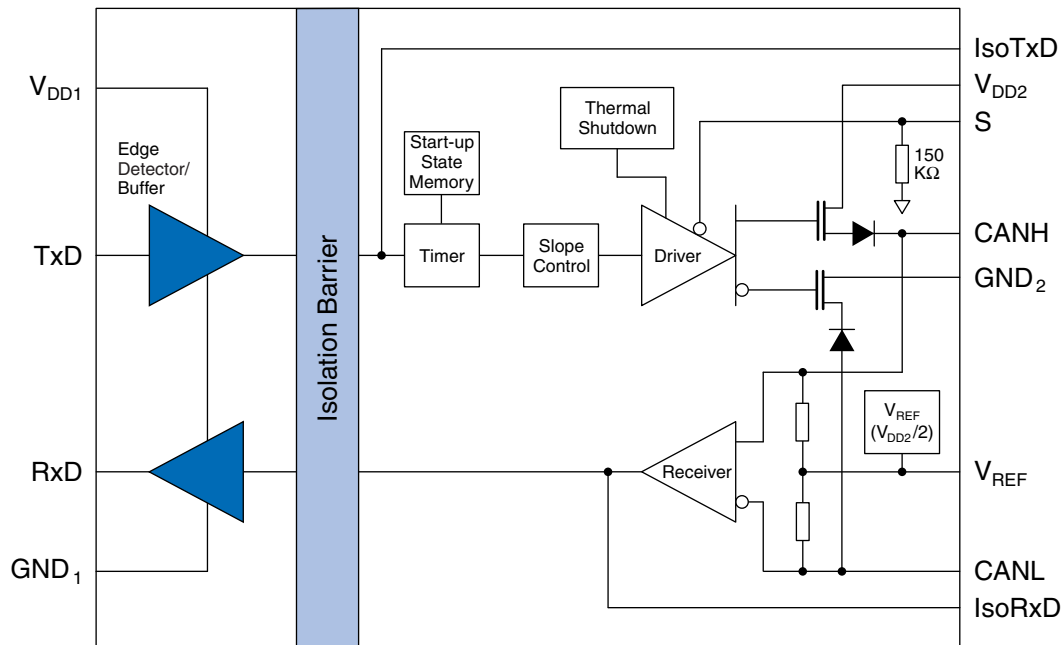 IsoTxD
V_DD1
V_DD2
Thermal
Shutdown
S
Start-up
State
Memory
150
KΩ
Edge
Detector/
Buffer
TxD
Timer
Slope
Control
Driver
CANH
GND_2
Isolation Barrier
V_REF
(V_DD2/2)
RxD
Receiver
V_REF
GND_1
CANL
IsoRxD